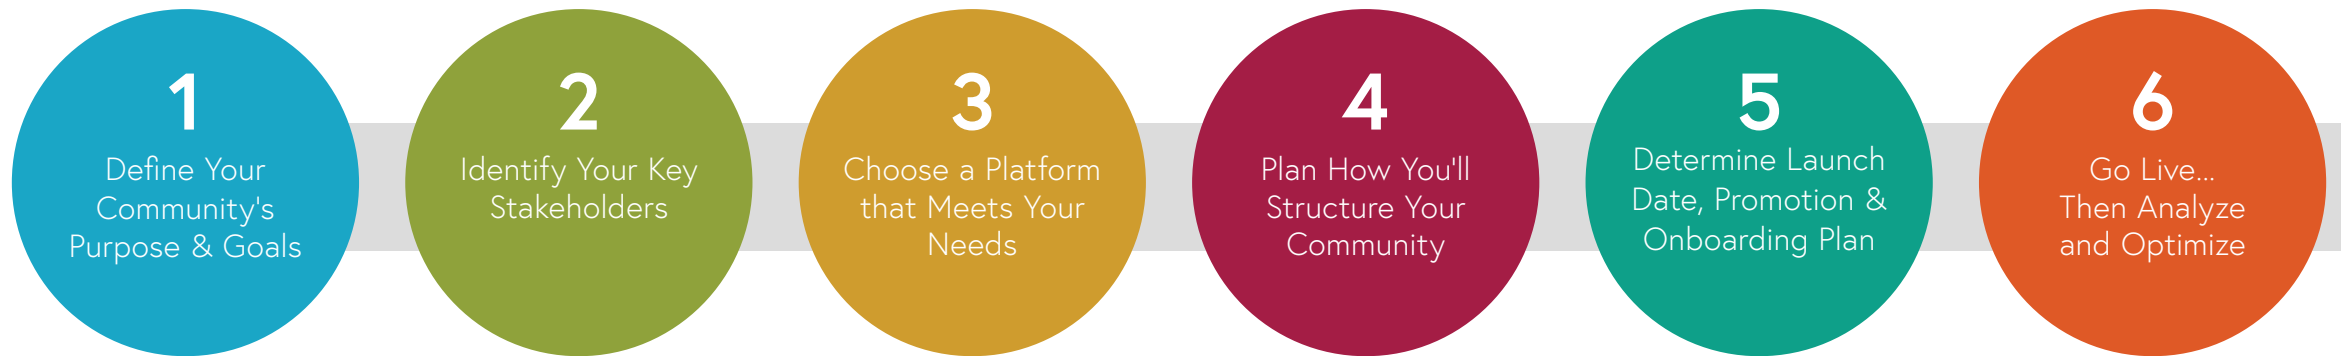 1
Define Your
Community's
Purpose & Goals
2
Identify Your Key
Stakeholders
3
Choose a Platform
that Meets Your
Needs
4
Plan How You'll
Structure Your
Community
5
Determine Launch
Date, Promotion &
Onboarding Plan
6
Go Live...
Then Analyze
and Optimize